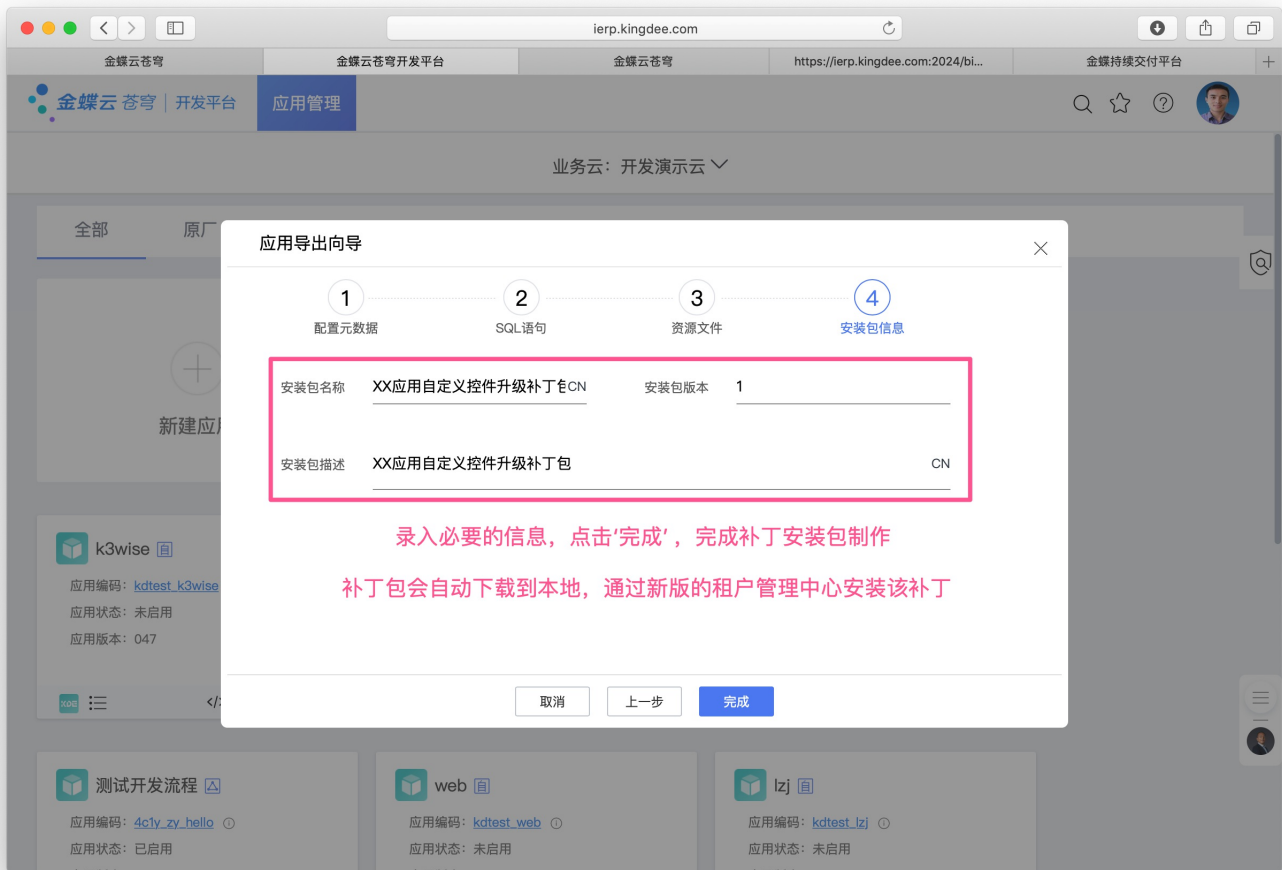 ierp.kingdee.com
金蝶云苍穹
金蝶云苍穹开发平台
金蝶云苍穹
https://ierp.kingdee.com:2024/bi...
金蝶持续交付平台
金蝶云 苍穹 | 开发平台
应用管理
业务云：开发演示云
全部
原厂
应用导出向导
1
2
3
4
配置元数据
SQL语句
资源文件
安装包信息
安装包名称
XX应用自定义控件升级补丁
CN
安装包版本
1
安装包描述
XX应用自定义控件升级补丁包
CN
录入必要的信息，点击‘完成’，完成补丁安装包制作
补丁包会自动下载到本地，通过新版的租户管理中心安装该补丁
取消
上一步
完成
新建应
k3wise 自
应用编码：kdtest_k3wise
应用状态：未启用
应用版本：047
</>
测试开发流程
应用编码：4c1y_zy_hello
应用状态：已启用
web 自
应用编码：kdtest_web
应用状态：未启用
lzj 自
应用编码：kdtest_lzj
应用状态：未启用